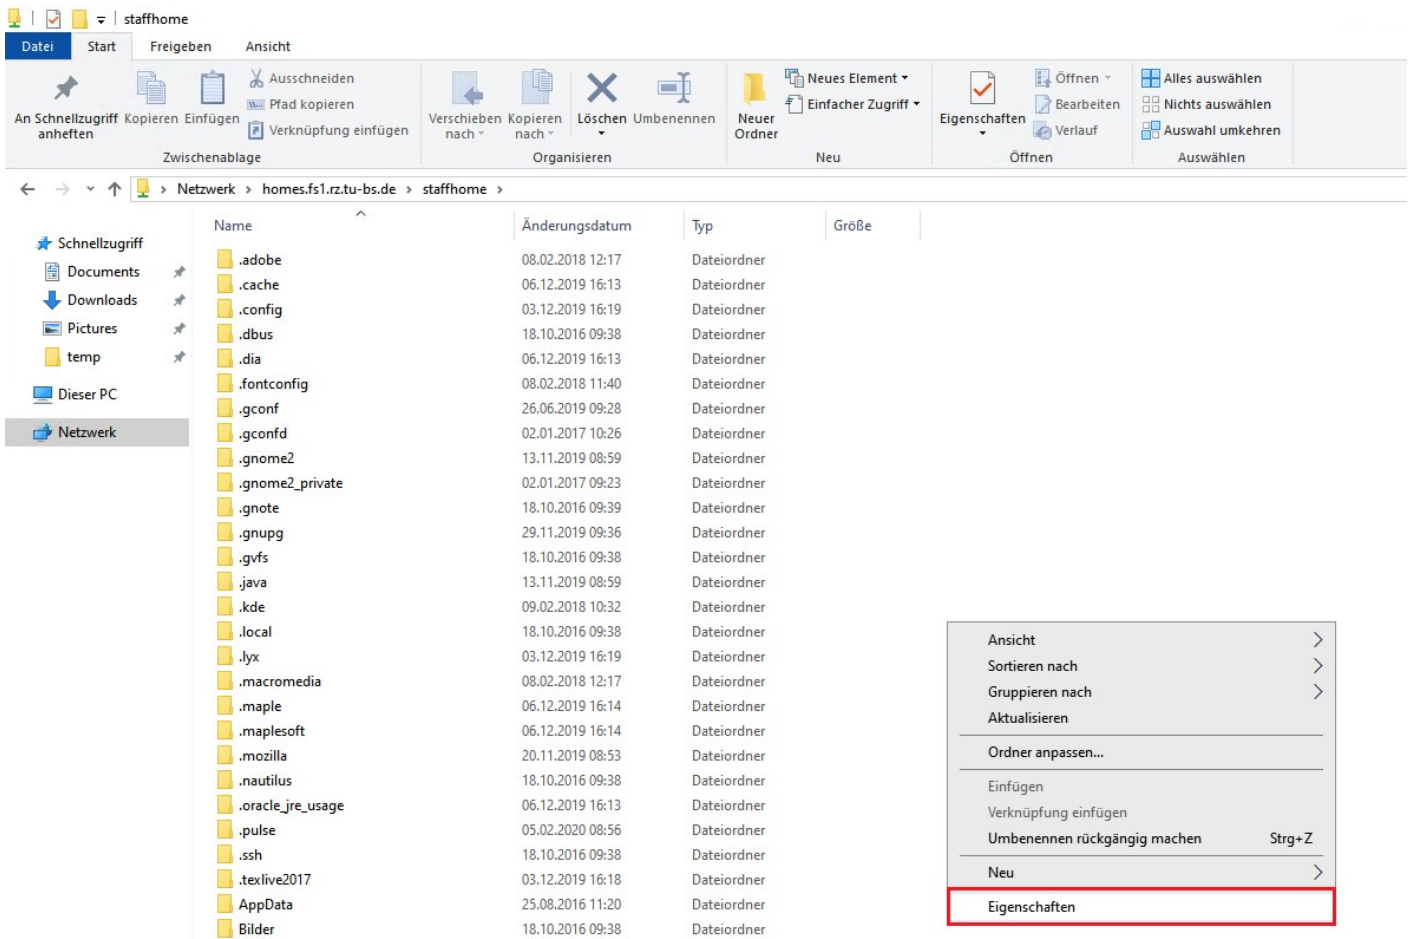 staffhome
Datei Start Freigeben Ansicht
An Schnellzugriff anheften
Kopieren
Einfügen
Ausschneiden
Pfad kopieren
Verknüpfung einfügen
Zwischenablage
Verschieben nach
Kopieren nach
Löschen
Umbenennen
Organisieren
Neuer Ordner
Neues Element
Einfacher Zugriff
Neu
Eigenschaften
Öffnen
Bearbeiten
Verlauf
Öffnen
Alles auswählen
Nichts auswählen
Auswahl umkehren
Auswählen
Netzwerk > homes.fs1.rz.tu-bs.de > staffhome >
Schnellzugriff
Documents
Downloads
Pictures
temp
Dieser PC
Netzwerk
Name Änderungsdatum Typ Größe
.adobe 08.02.2018 12:17 Dateiordner
.cache 06.12.2019 16:13 Dateiordner
.config 03.12.2019 16:19 Dateiordner
.dbus 18.10.2016 09:38 Dateiordner
.dia 06.12.2019 16:13 Dateiordner
.fontconfig 08.02.2018 11:40 Dateiordner
.gconf 26.06.2019 09:28 Dateiordner
.gconfd 02.01.2017 10:26 Dateiordner
.gnome2 13.11.2019 08:59 Dateiordner
.gnome2_private 02.01.2017 09:23 Dateiordner
.gnote 18.10.2016 09:39 Dateiordner
.gnupg 29.11.2019 09:36 Dateiordner
.gvfs 18.10.2016 09:38 Dateiordner
.java 13.11.2019 08:59 Dateiordner
.kde 09.02.2018 10:32 Dateiordner
.local 18.10.2016 09:38 Dateiordner
.lyx 03.12.2019 16:19 Dateiordner
.macromedia 08.02.2018 12:17 Dateiordner
.maple 06.12.2019 16:14 Dateiordner
.maplesoft 06.12.2019 16:14 Dateiordner
.mozilla 20.11.2019 08:53 Dateiordner
.nautilus 18.10.2016 09:38 Dateiordner
.oracle_jre_usage 06.12.2019 16:13 Dateiordner
.pulse 05.02.2020 08:56 Dateiordner
.ssh 18.10.2016 09:38 Dateiordner
.texlive2017 03.12.2019 16:18 Dateiordner
AppData 25.08.2016 11:20 Dateiordner
Bilder 18.10.2016 09:38 Dateiordner
Ansicht
Sortieren nach
Gruppieren nach
Aktualisieren
Ordner anpassen...
Einfügen
Verknüpfung einfügen
Umbenennen rückgängig machen Strg+Z
Neu
Eigenschaften